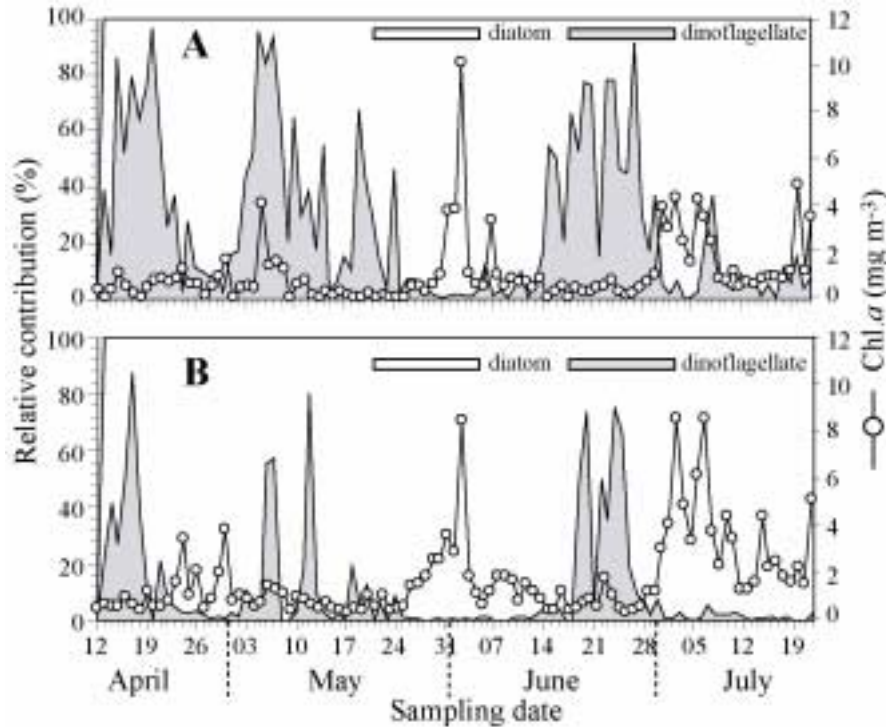 100
80
60
40
20
0
A
diatom
dinoflagellate
12
10
8
6
4
2
0
100
80
60
40
20
0
B
diatom
dinoflagellate
12
10
8
6
4
2
0
Relative contribution (%)
Relative contribution (%)
Chl.a (mg m-3)
12 19 26 03 10 17 24 31 07 14 21 28 05 12 19
April May June July
Sampling date